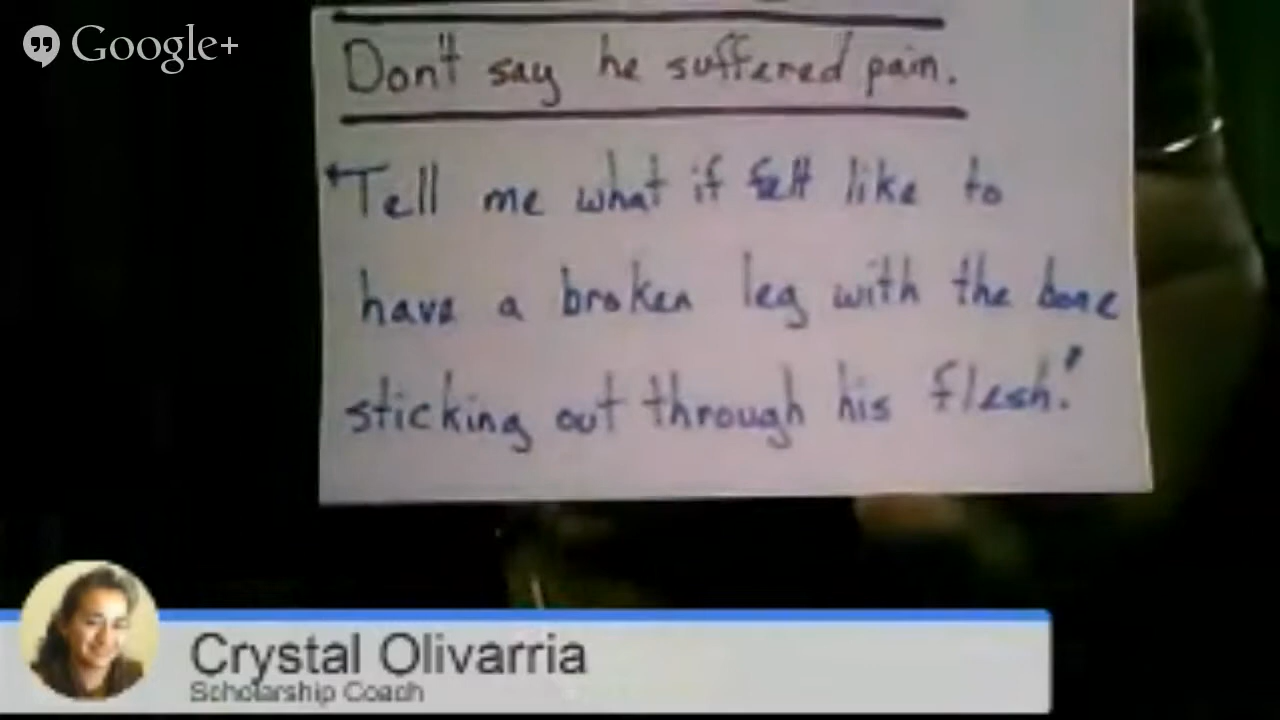 Google+
Don't say he suffered pain.
"Tell me what it felt like to
have a broken leg with the bone
sticking out through his flesh."
Crystal Olivarria
Scholarship Coach